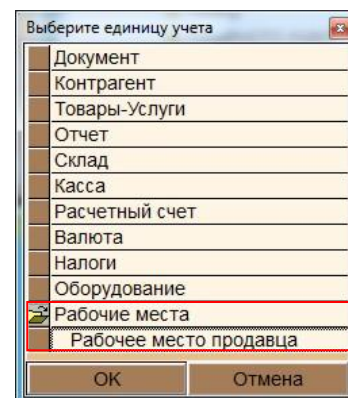 Выберите единицу учета
Документ
Контрагент
Товары-Услуги
Отчет
Склад
Касса
Расчетный счет
Валюта
Налоги
Оборудование
Рабочие места
Рабочее место продавца
ОК Отмена